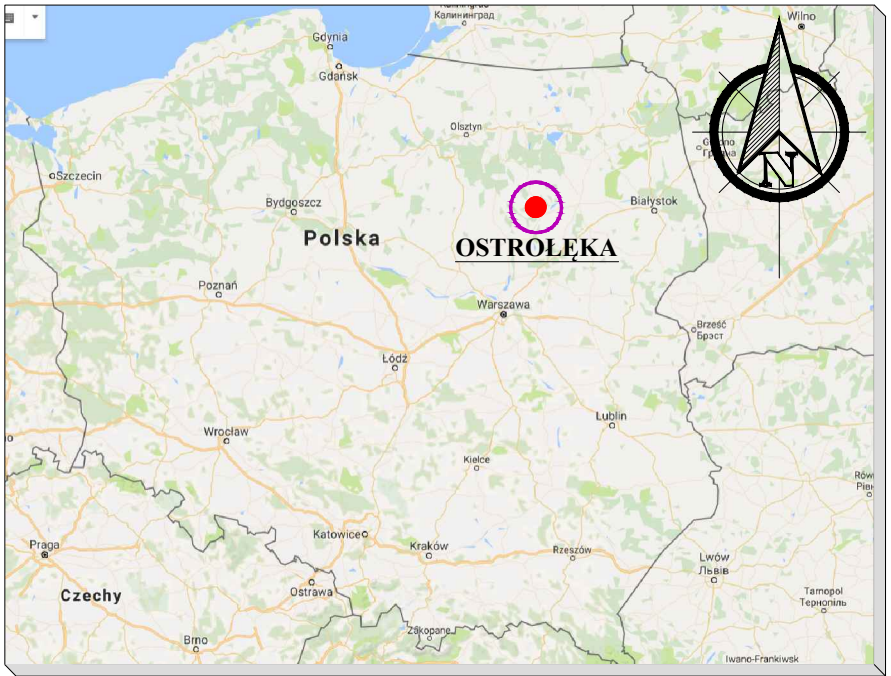 Калининград
Wilno
Gdynia
Gdańsk
Olsztyn
Szczecin
N
Bydgoszcz
Białystok
Polska
OSTROŁĘKA
Poznań
Warszawa
Brześć
Брэст
Łódź
Lublin
Wrocław
Kielce
Katowice
Kraków
Rzeszów
Praga
Lwów
Львів
Czechy
Ostrawa
Tarnopol
Тернопіль
Zakopane
Brno
Iwano-Frankiwsk